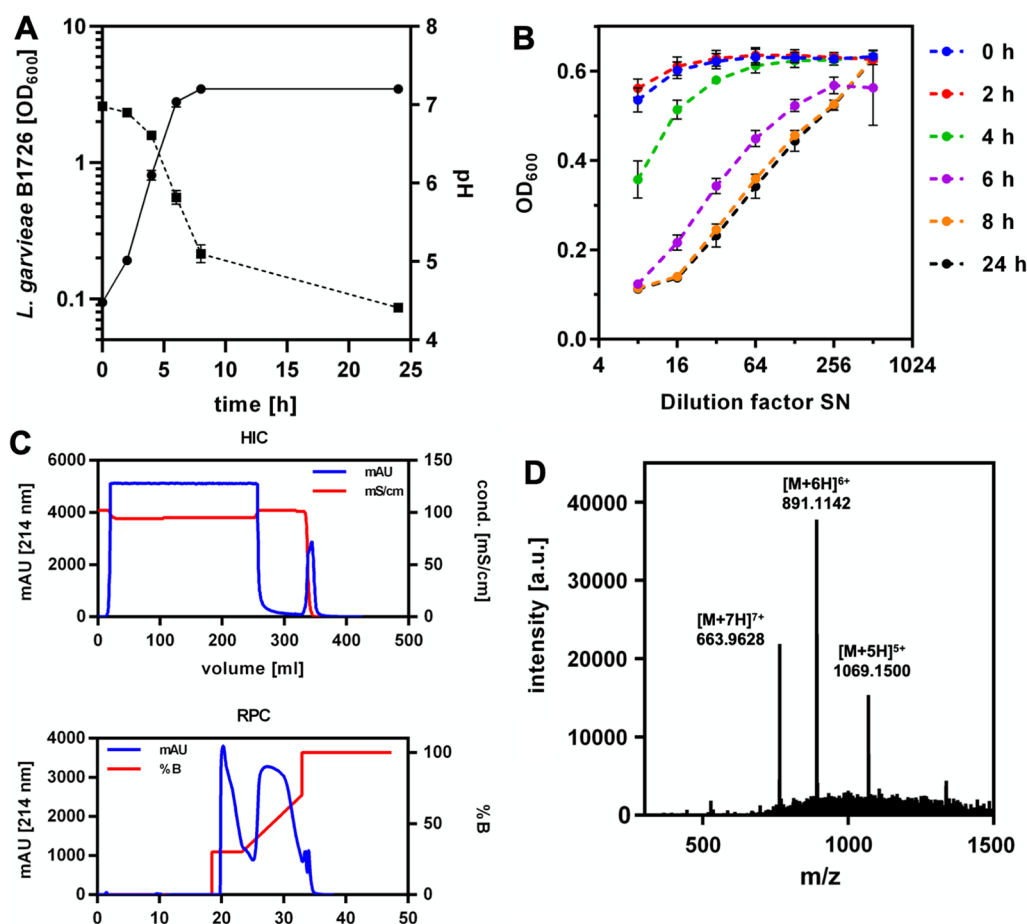 A
L. garvieae B1726 [OD600]
10
1
0.1
8
7
6
5
4
pH
0 5 10 15 20 25
time [h]
B
OD600
0.6
0.4
0.2
0.0
4 16 64 256 1024
Dilution factor SN
0 h
2 h
4 h
6 h
8 h
24 h
C
HIC
mAU [214 nm]
6000
4000
2000
0
mAU
mS/cm
150
100
50
0
cond. [mS/cm]
0 100 200 300 400 500
volume [ml]
RPC
mAU [214 nm]
4000
3000
2000
1000
0
mAU
%B
100
50
0
%B
0 10 20 30 40 50
D
intensity [a.u.]
40000
30000
20000
10000
0
[M+6H]6+
891.1142
[M+7H]7+
663.9628
[M+5H]5+
1069.1500
500 1000 1500
m/z